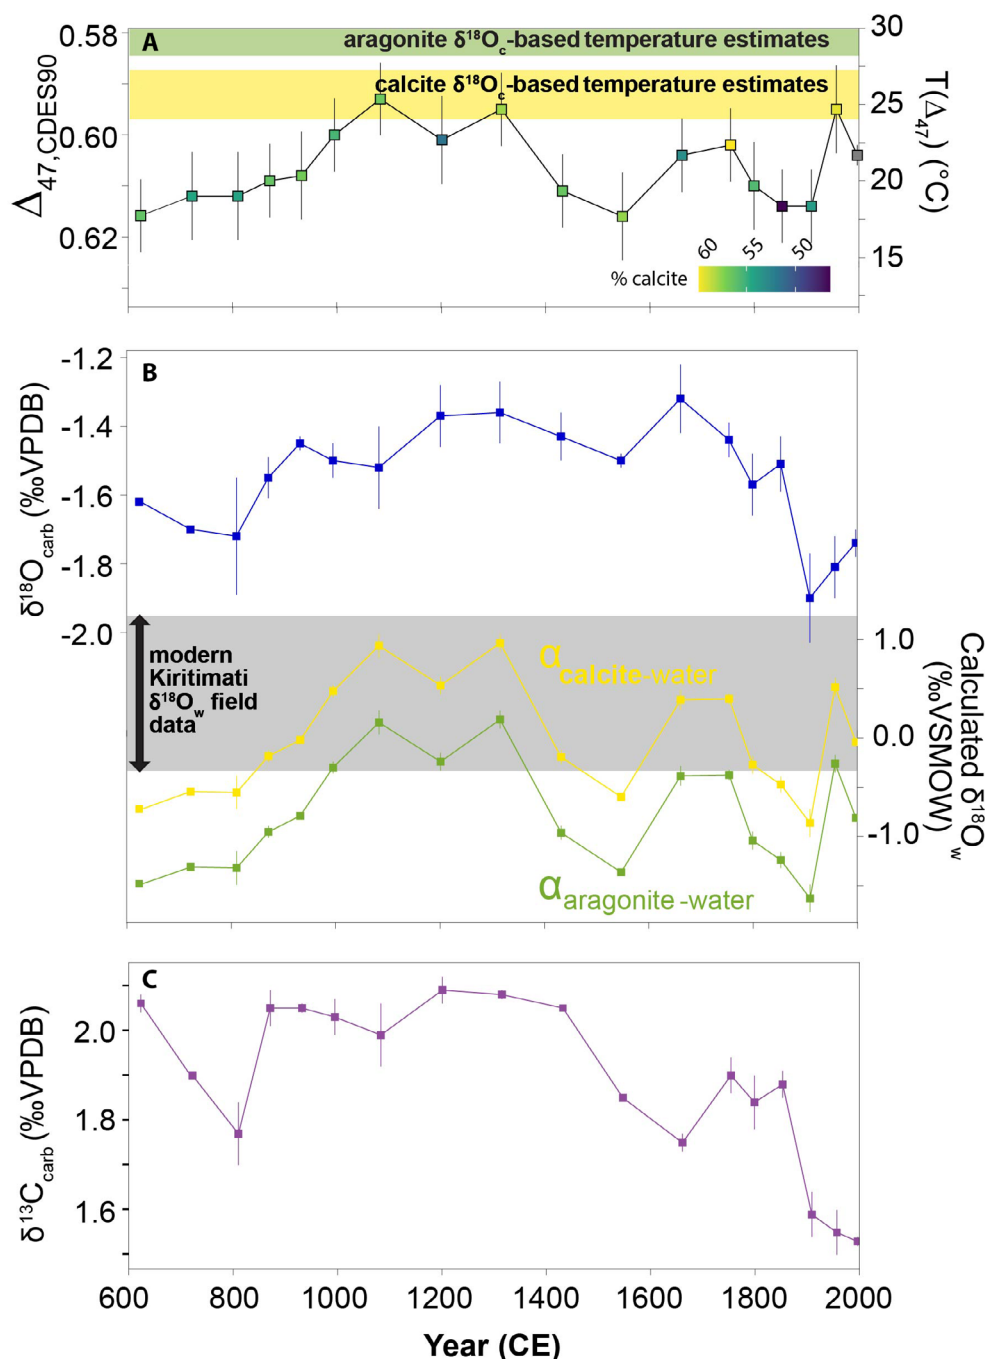 A
aragonite δ¹⁸Oc-based temperature estimates
calcite δ¹⁸Oc-based temperature estimates
0.58
0.60
0.62
Δ47, CDES90
30
25
20
15
T(Δ47) (°C)
% calcite
60
55
50
B
-1.2
-1.4
-1.6
-1.8
-2.0
δ¹⁸Ocarb (‰VPDB)
modern
Kiritimati
δ¹⁸Ow field
data
αcalcite-water
αaragonite-water
1.0
0.0
-1.0
Calculated δ¹⁸Ow
(‰VSMOW)
C
2.0
1.8
1.6
δ¹³Ccarb (‰VPDB)
600
800
1000
1200
1400
1600
1800
2000
Year (CE)